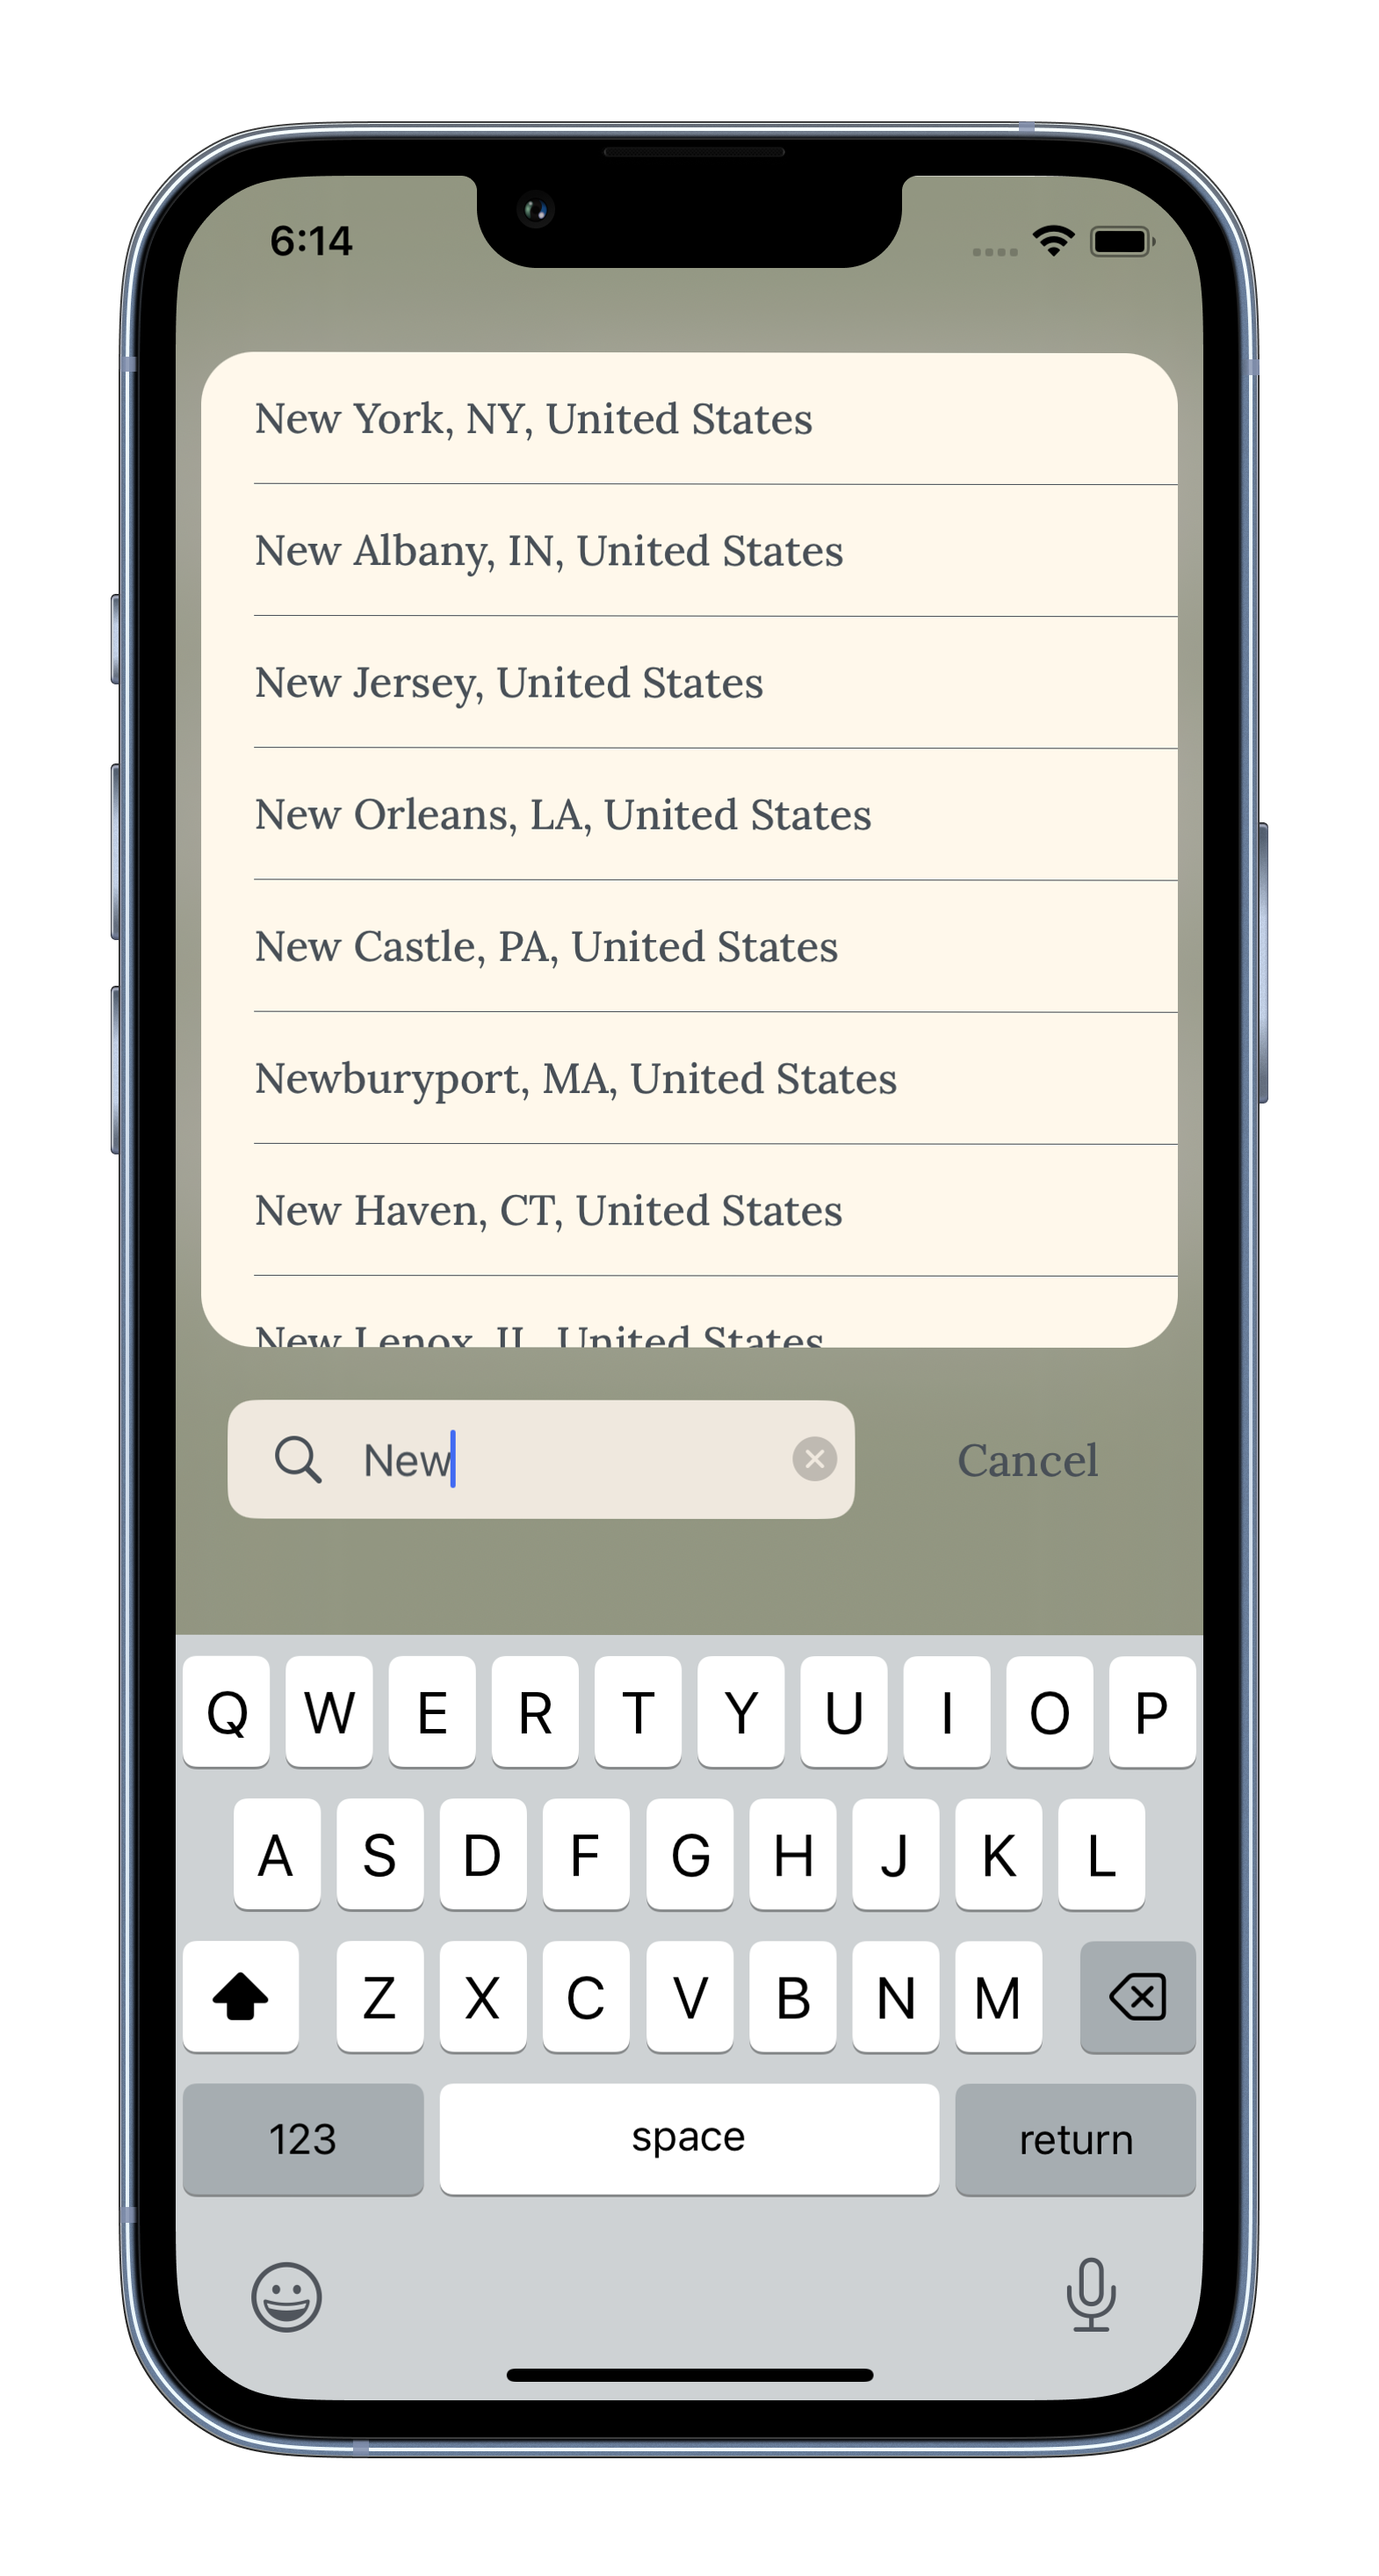 6:14
New York, NY, United States
New Albany, IN, United States
New Jersey, United States
New Orleans, LA, United States
New Castle, PA, United States
Newburyport, MA, United States
New Haven, CT, United States
New Lenox, IL, United States
New
Cancel
Q W E R T Y U I O P
A S D F G H J K L
Z X C V B N M
123 space return